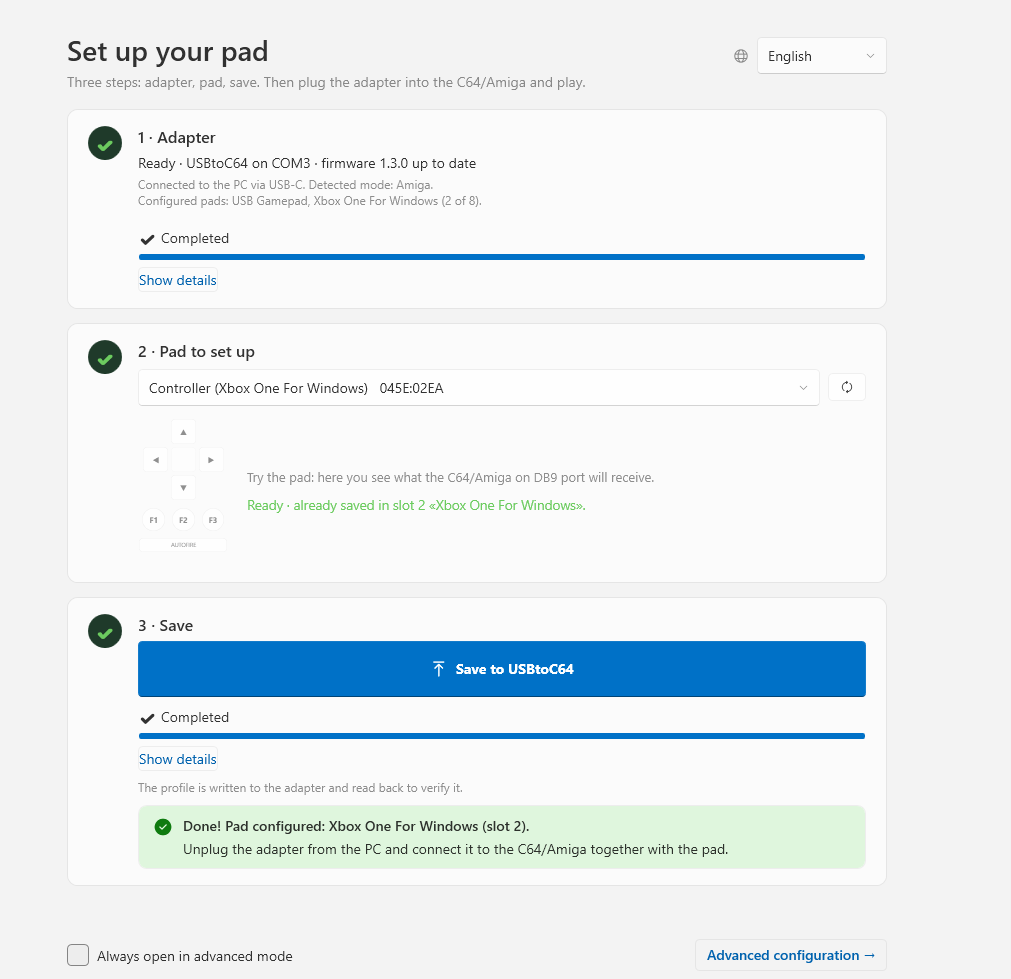 Set up your pad
English
Three steps: adapter, pad, save. Then plug the adapter into the C64/Amiga and play.
1 · Adapter
Ready · USBtoC64 on COM3 · firmware 1.3.0 up to date
Connected to the PC via USB-C. Detected mode: Amiga.
Configured pads: USB Gamepad, Xbox One For Windows (2 of 8).
Completed
Show details
2 · Pad to set up
Controller (Xbox One For Windows) 045E:02EA
Try the pad: here you see what the C64/Amiga on DB9 port will receive.
Ready · already saved in slot 2 «Xbox One For Windows».
F1 F2 F3
AUTOFIRE
3 · Save
Save to USBtoC64
Completed
Show details
The profile is written to the adapter and read back to verify it.
Done! Pad configured: Xbox One For Windows (slot 2).
Unplug the adapter from the PC and connect it to the C64/Amiga together with the pad.
Always open in advanced mode
Advanced configuration →